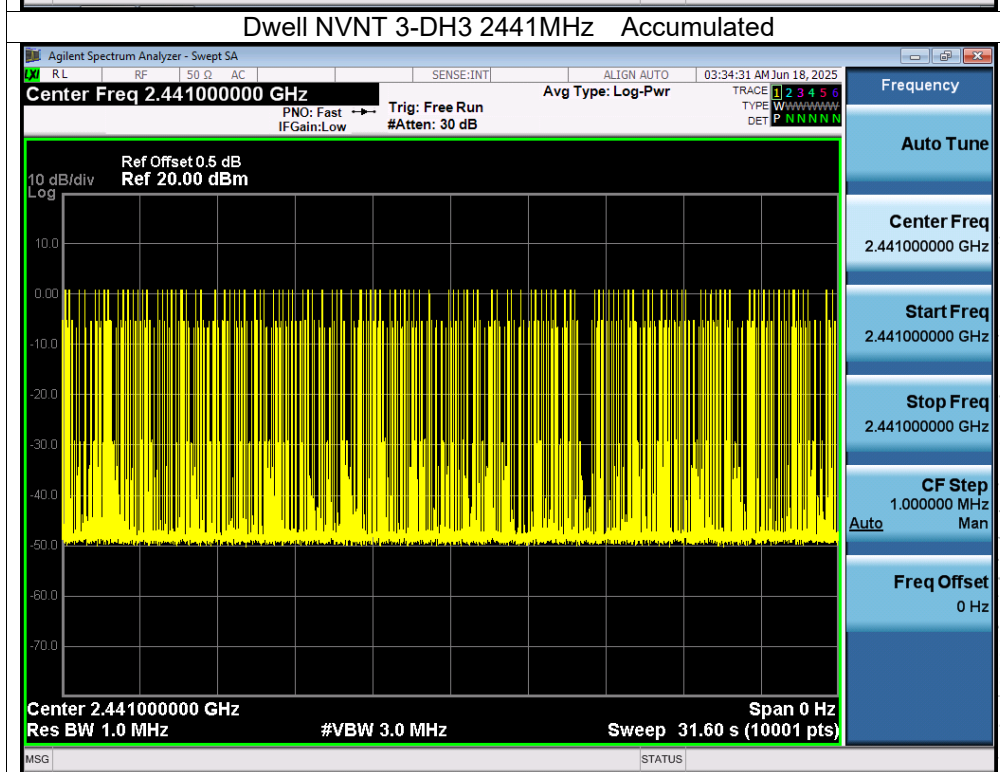 Dwell NVNT 3-DH3 2441MHz Accumulated
Agilent Spectrum Analyzer - Swept SA
LXI RL RF 50 Ω AC SENSE:INT ALIGN AUTO 03:34:31 AM Jun 18, 2025
Center Freq 2.441000000 GHz
PNO: Fast
IFGain:Low
Trig: Free Run
#Atten: 30 dB
Avg Type: Log-Pwr
TRACE 1 2 3 4 5 6
TYPE WWWWWWW
DET P N N N N N
Ref Offset 0.5 dB
10 dB/div Ref 20.00 dBm
Log
10.0
0.00
-10.0
-20.0
-30.0
-40.0
-50.0
-60.0
-70.0
Center 2.441000000 GHz Span 0 Hz
Res BW 1.0 MHz #VBW 3.0 MHz Sweep 31.60 s (10001 pts)
MSG STATUS
Frequency
Auto Tune
Center Freq
2.441000000 GHz
Start Freq
2.441000000 GHz
Stop Freq
2.441000000 GHz
CF Step
1.000000 MHz
Auto Man
Freq Offset
0 Hz